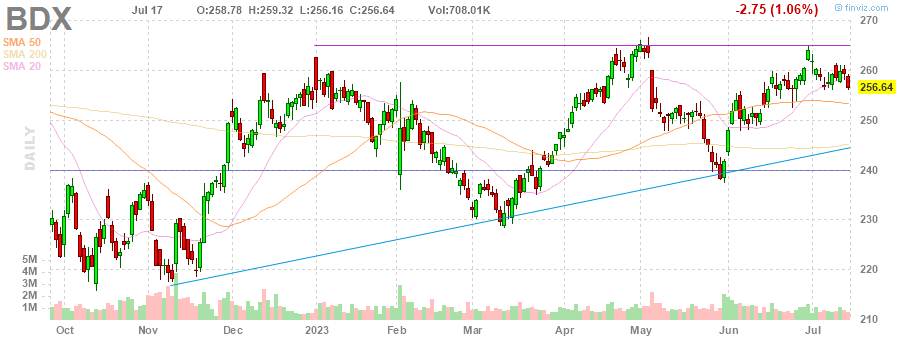 BDX Jul 17 O:258.78 H:259.32 L:256.16 C:256.64 Vol:708.01K -2.75 (1.06%) © finviz.com
SMA 50
SMA 200
SMA 20
DAILY
270
260
256.64
250
240
230
220
210
5M
4M
3M
2M
1M
Oct Nov Dec 2023 Feb Mar Apr May Jun Jul